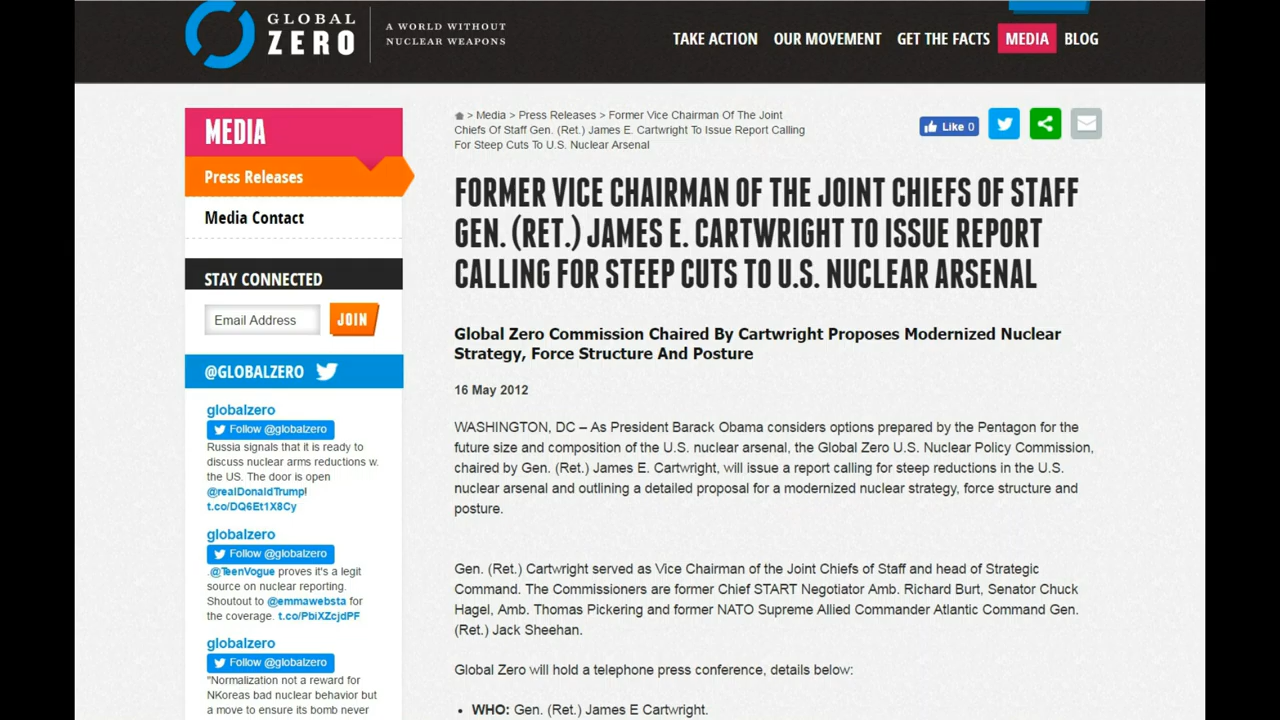 GLOBAL
ZERO
A WORLD WITHOUT
NUCLEAR WEAPONS
TAKE ACTION
OUR MOVEMENT
GET THE FACTS
MEDIA
BLOG
MEDIA
Press Releases
Media Contact
STAY CONNECTED
Email Address
JOIN
@GLOBALZERO
globalzero
Follow @globalzero
Russia signals that it is ready to
discuss nuclear arms reductions w.
the US. The door is open
@realDonaldTrump!
t.co/DQ6Et1X8Cy
globalzero
Follow @globalzero
.@TeenVogue proves it's a legit
source on nuclear reporting.
Shoutout to @emmawebsta for
the coverage. t.co/PbiXZcjdPF
globalzero
Follow @globalzero
"Normalization not a reward for
NKoreas bad nuclear behavior but
a move to ensure its bomb never
> Media > Press Releases > Former Vice Chairman Of The Joint
Chiefs Of Staff Gen. (Ret.) James E. Cartwright To Issue Report Calling
For Steep Cuts To U.S. Nuclear Arsenal
Like 0
FORMER VICE CHAIRMAN OF THE JOINT CHIEFS OF STAFF
GEN. (RET.) JAMES E. CARTWRIGHT TO ISSUE REPORT
CALLING FOR STEEP CUTS TO U.S. NUCLEAR ARSENAL
Global Zero Commission Chaired By Cartwright Proposes Modernized Nuclear
Strategy, Force Structure And Posture
16 May 2012
WASHINGTON, DC – As President Barack Obama considers options prepared by the Pentagon for the
future size and composition of the U.S. nuclear arsenal, the Global Zero U.S. Nuclear Policy Commission,
chaired by Gen. (Ret.) James E. Cartwright, will issue a report calling for steep reductions in the U.S.
nuclear arsenal and outlining a detailed proposal for a modernized nuclear strategy, force structure and
posture.
Gen. (Ret.) Cartwright served as Vice Chairman of the Joint Chiefs of Staff and head of Strategic
Command. The Commissioners are former Chief START Negotiator Amb. Richard Burt, Senator Chuck
Hagel, Amb. Thomas Pickering and former NATO Supreme Allied Commander Atlantic Command Gen.
(Ret.) Jack Sheehan.
Global Zero will hold a telephone press conference, details below:
• WHO: Gen. (Ret.) James E Cartwright.